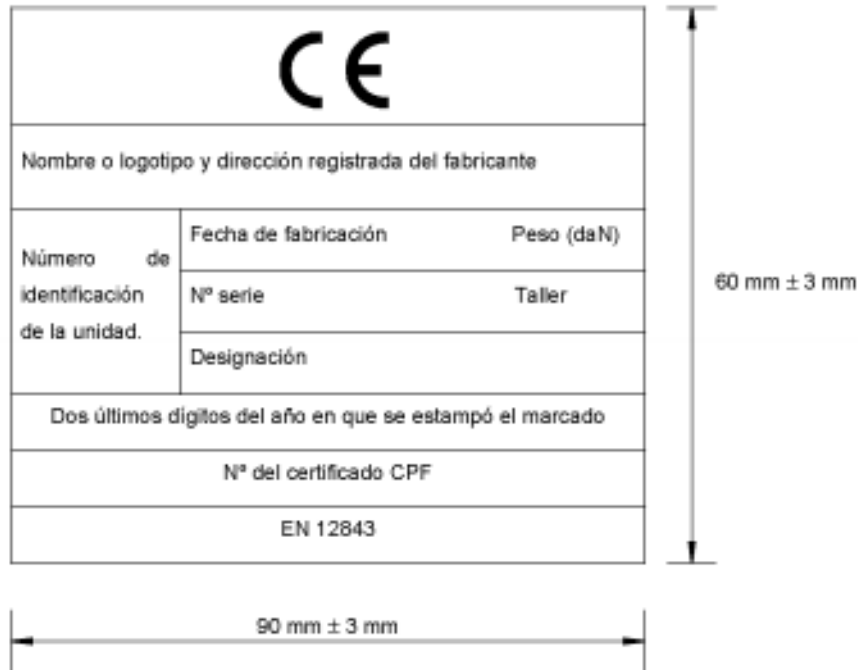 CE
Nombre o logotipo y dirección registrada del fabricante
Número de
identificación
de la unidad.
Fecha de fabricación Peso (daN)
Nº serie Taller
Designación
Dos últimos dígitos del año en que se estampó el marcado
Nº del certificado CPF
EN 12843
60 mm ± 3 mm
90 mm ± 3 mm